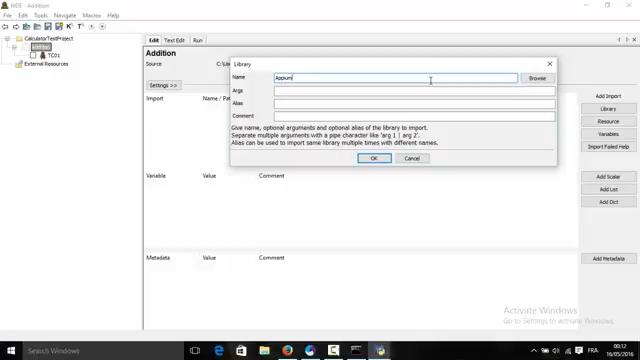 RIDE
File Edit Tools Navigate Macros Help
CalculatorTestProject
Addition
TC01
External Resources
Edit Text Edit Run
Addition
Source
Settings >>
Import
Library
Name Appium Browse
Args
Alias
Comment
Give name, optional arguments and optional alias of the library to import.
Separate multiple arguments with a pipe character like 'arg 1 | arg 2'.
Alias can be used to import same library multiple times with different names.
OK Cancel
Add Import
Library
Resource
Variables
Import Failed Help
Variable Value Comment
Add Scalar
Add List
Add Dict
Metadata Value Comment
Add Metadata
Activate Windows
Go to Settings to activate Windows.
Search Windows
FRA
00:12
16/05/2016